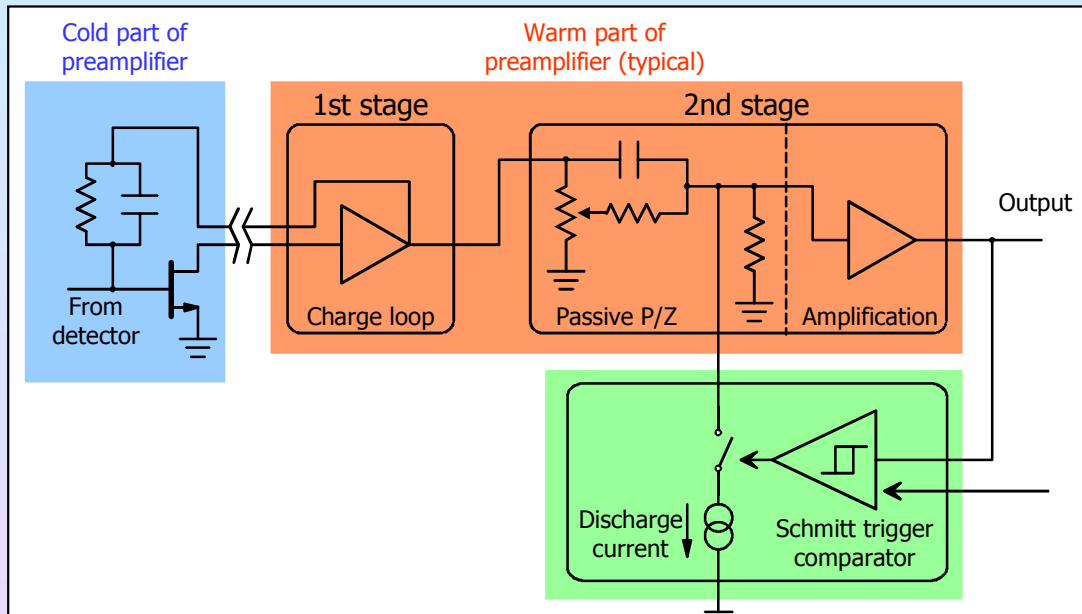 Cold part of
preamplifier
Warm part of
preamplifier (typical)
1st stage
2nd stage
Output
From
detector
Charge loop
Passive P/Z
Amplification
Discharge
current
Schmitt trigger
comparator